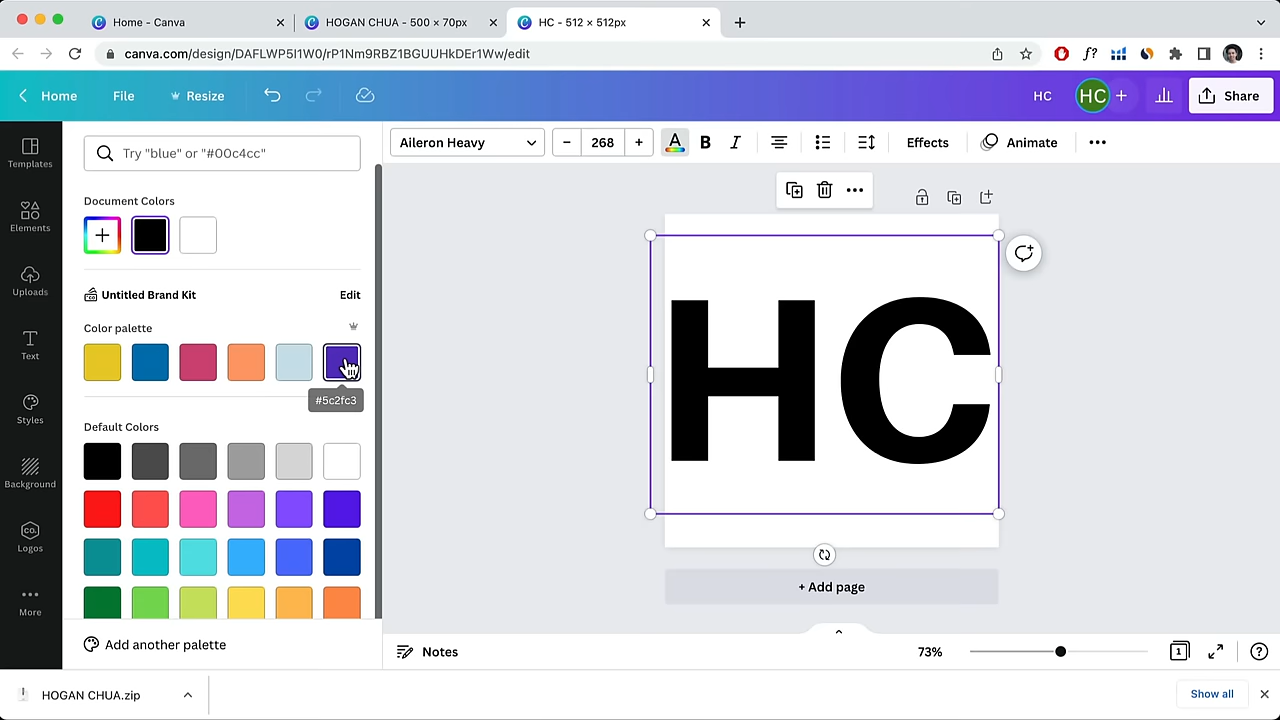 Home - Canva
HOGAN CHUA - 500 × 70px
HC - 512 × 512px
canva.com/design/DAFLWP5I1W0/rP1Nm9RBZ1BGUUHkDEr1Ww/edit
f?
Home
File
Resize
HC
HC
Share
Templates
Elements
Uploads
Text
Styles
Background
co.
Logos
More
Try "blue" or "#00c4cc"
Document Colors
Untitled Brand Kit
Edit
Color palette
#5c2fc3
Default Colors
Add another palette
Aileron Heavy
268
A
B
I
Effects
Animate
HC
+ Add page
Notes
73%
1
?
HOGAN CHUA.zip
Show all